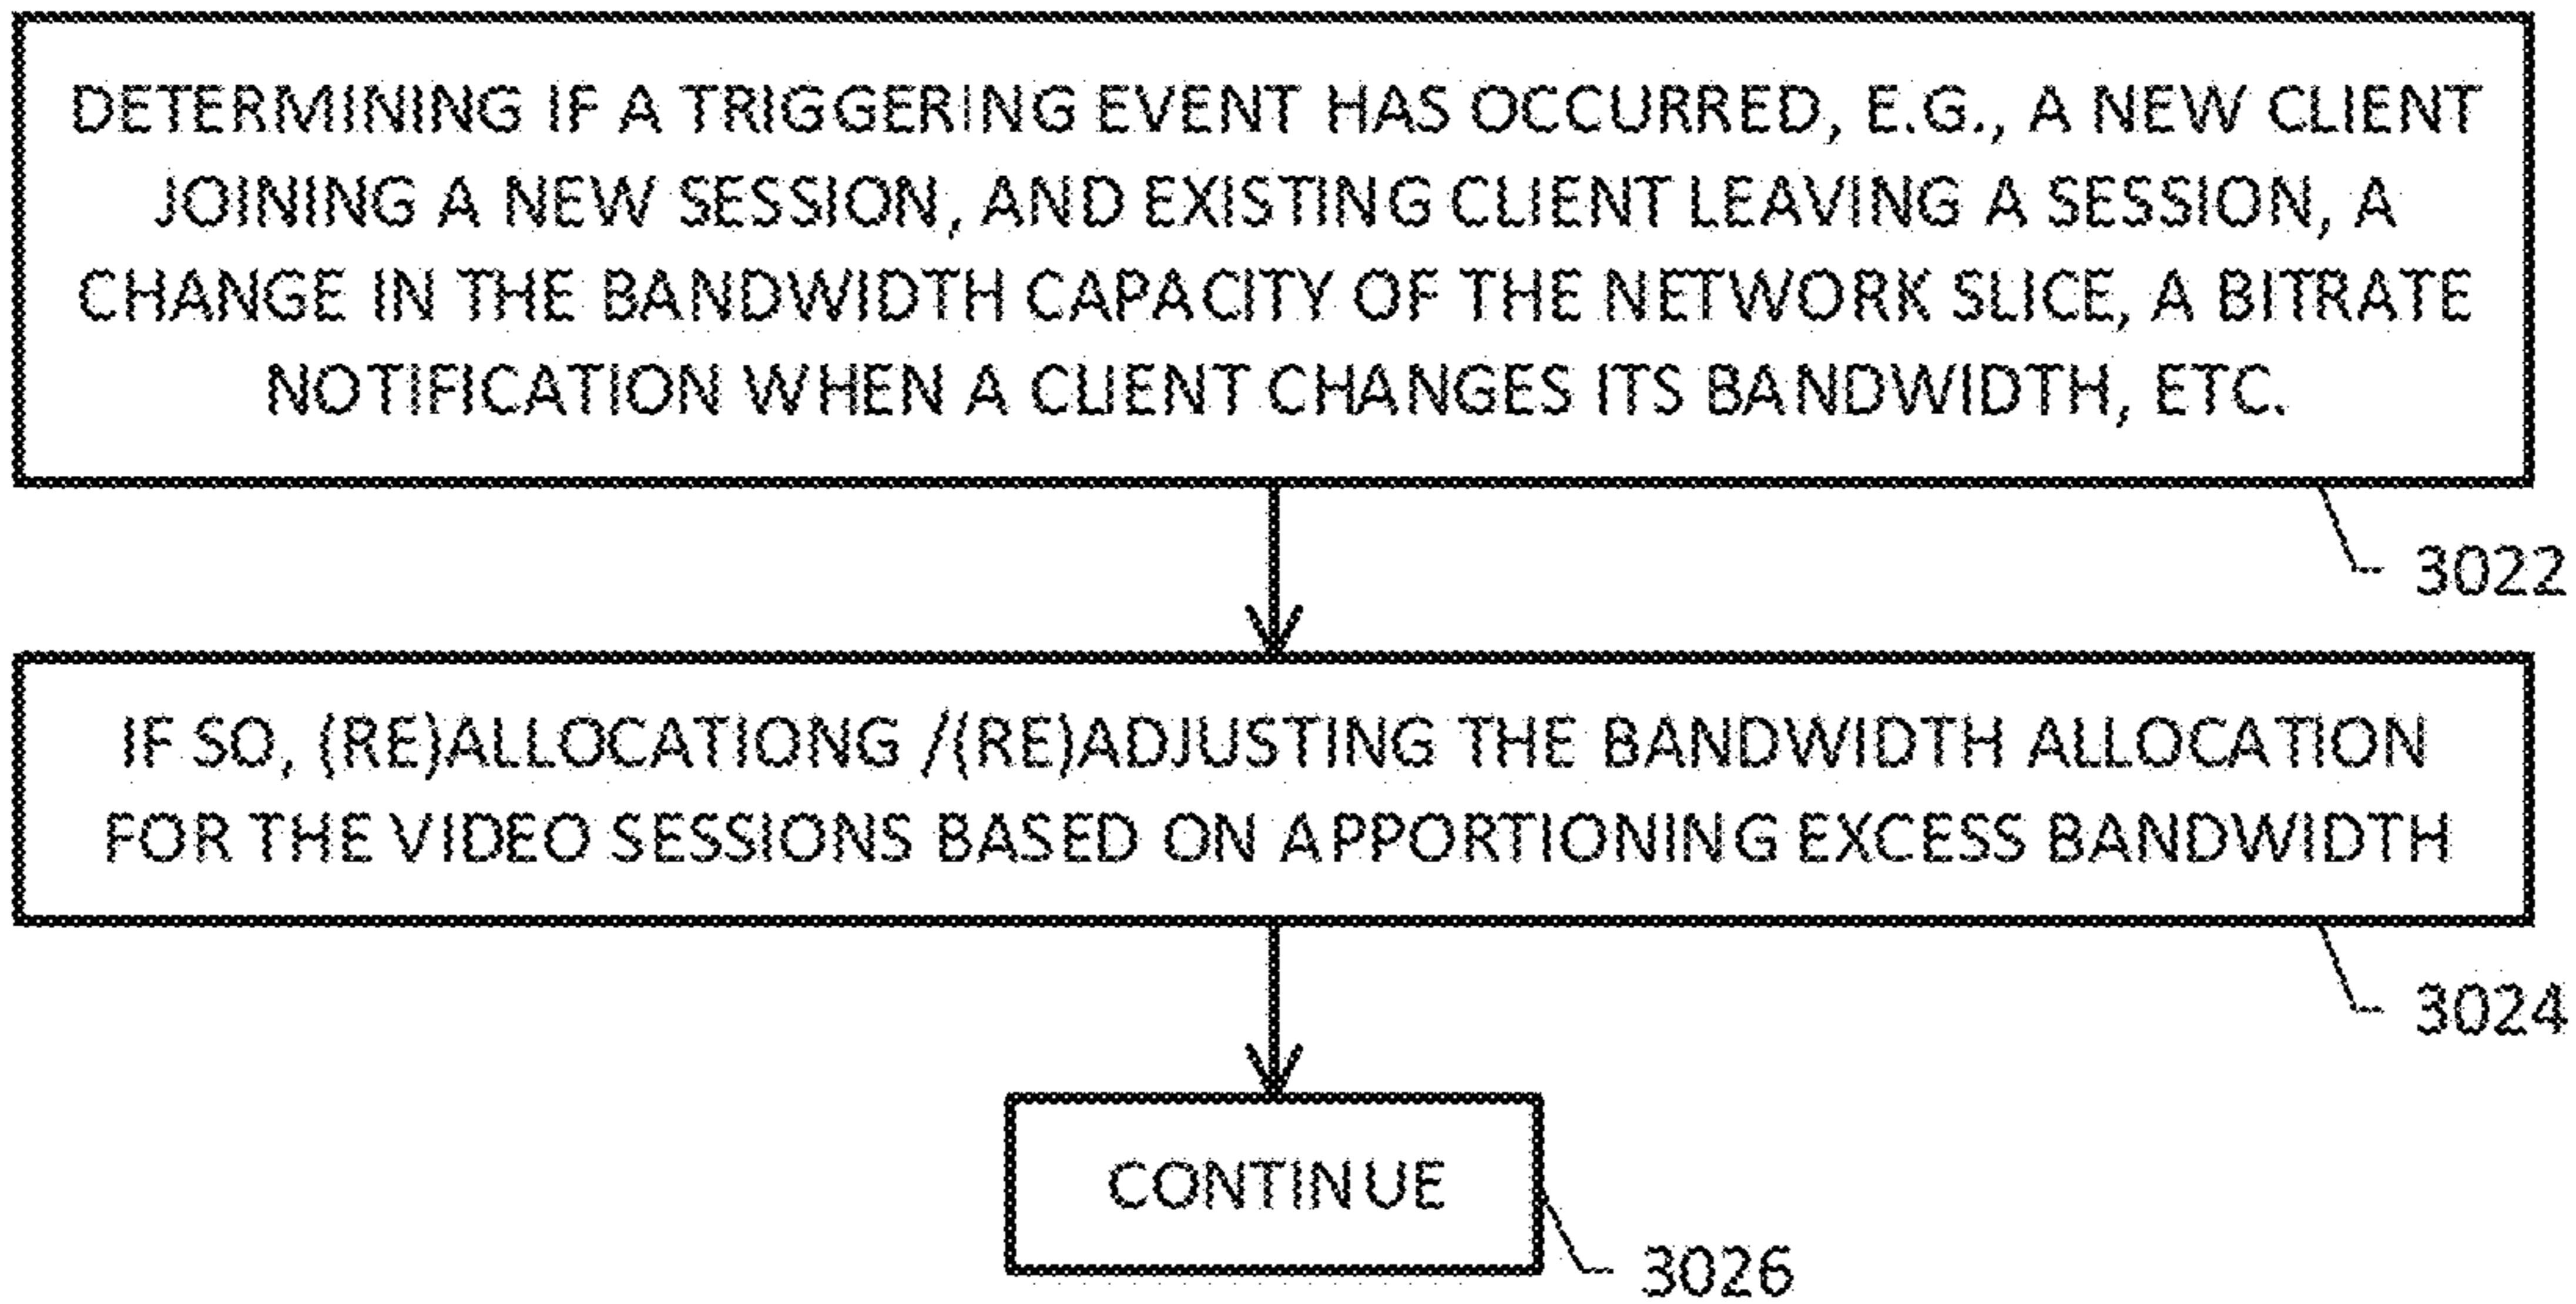 DETERMINING IF A TRIGGERING EVENT HAS OCCURRED, E.G., A NEW CLIENT
JOINING A NEW SESSION, AND EXISTING CLIENT LEAVING A SESSION, A
CHANGE IN THE BANDWIDTH CAPACITY OF THE NETWORK SLICE, A BITRATE
NOTIFICATION WHEN A CLIENT CHANGES ITS BANDWIDTH, ETC.
3022
IF SO, (RE)ALLOCATIONG /(RE)ADJUSTING THE BANDWIDTH ALLOCATION
FOR THE VIDEO SESSIONS BASED ON APPORTIONING EXCESS BANDWIDTH
3024
CONTINUE
3026